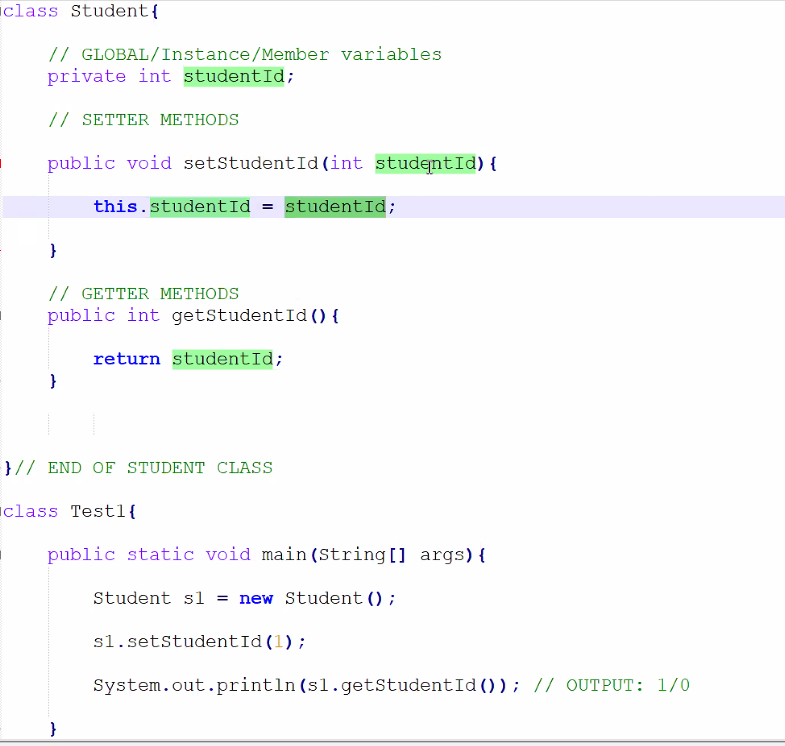 class Student{
// GLOBAL/Instance/Member variables
private int studentId;
// SETTER METHODS
public void setStudentId(int studentId){
this.studentId = studentId;
}
// GETTER METHODS
public int getStudentId(){
return studentId;
}
}// END OF STUDENT CLASS
class Test1{
public static void main(String[] args){
Student s1 = new Student();
s1.setStudentId(1);
System.out.println(s1.getStudentId()); // OUTPUT: 1/0
}